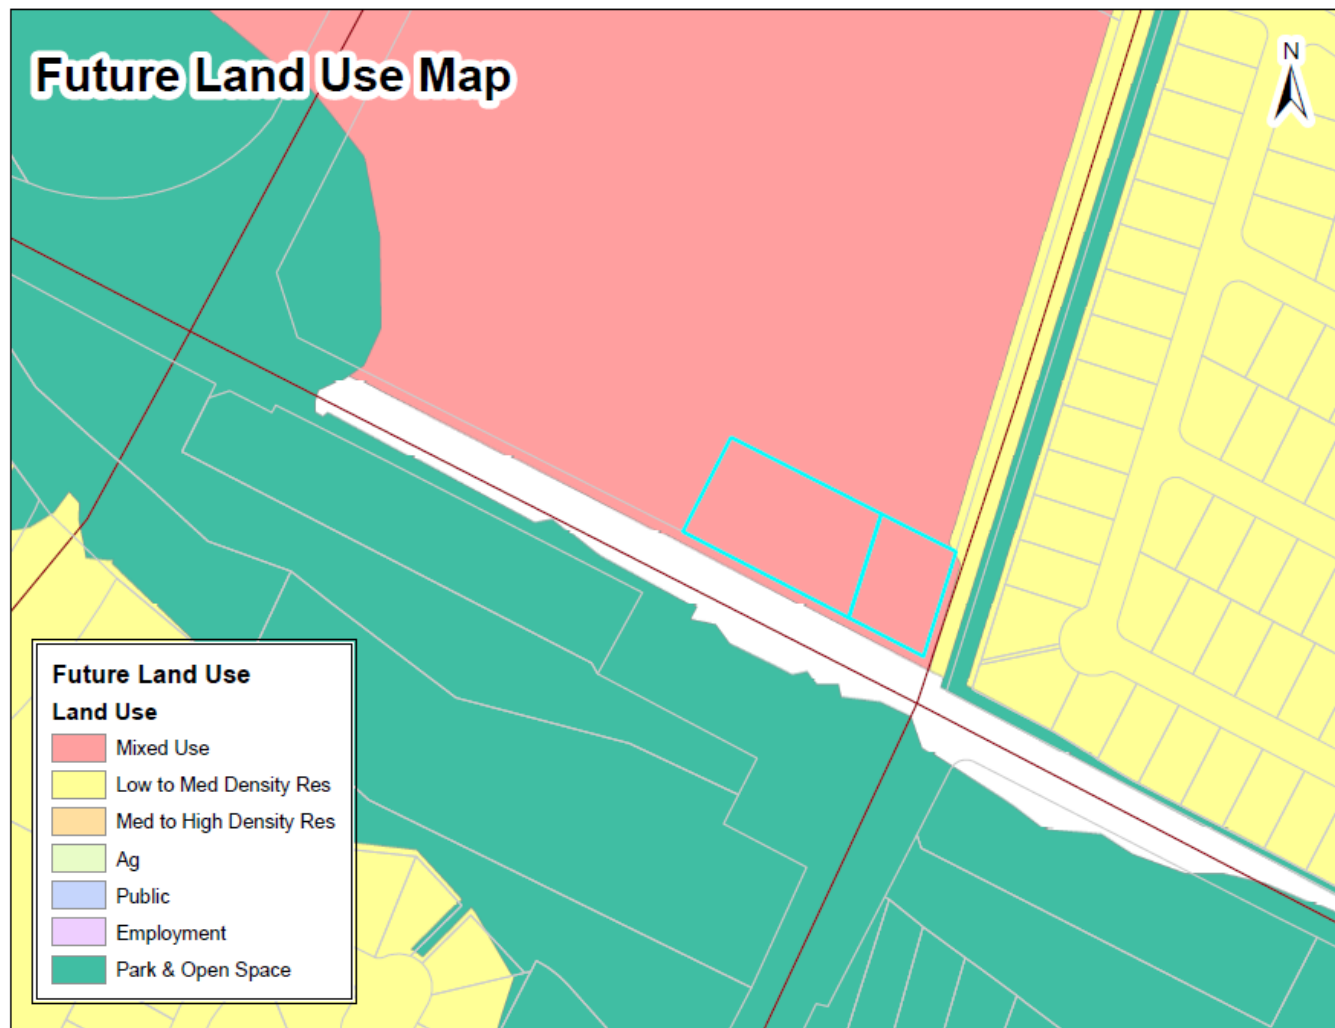 Future Land Use Map
N
Future Land Use
Land Use
Mixed Use
Low to Med Density Res
Med to High Density Res
Ag
Public
Employment
Park & Open Space